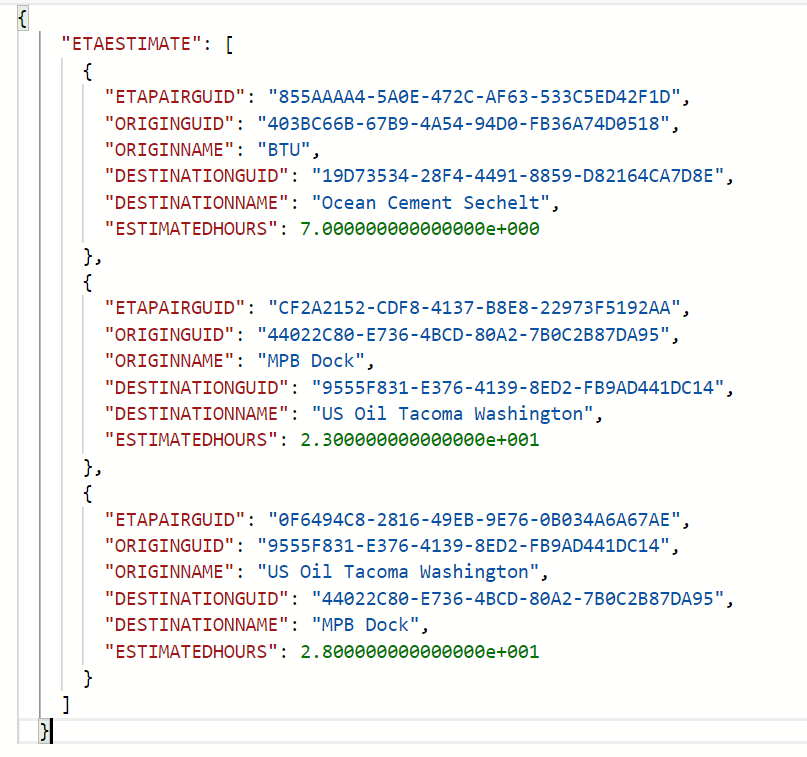 {
"ETAESTIMATE": [
{
"ETAPAIRGUID": "855AAAA4-5A0E-472C-AF63-533C5ED42F1D",
"ORIGINGUID": "403BC66B-67B9-4A54-94D0-FB36A74D0518",
"ORIGINNAME": "BTU",
"DESTINATIONGUID": "19D73534-28F4-4491-8859-D82164CA7D8E",
"DESTINATIONNAME": "Ocean Cement Sechelt",
"ESTIMATEDHOURS": 7.000000000000000e+000
},
{
"ETAPAIRGUID": "CF2A2152-CDF8-4137-B8E8-22973F5192AA",
"ORIGINGUID": "44022C80-E736-4BCD-80A2-7B0C2B87DA95",
"ORIGINNAME": "MPB Dock",
"DESTINATIONGUID": "9555F831-E376-4139-8ED2-FB9AD441DC14",
"DESTINATIONNAME": "US Oil Tacoma Washington",
"ESTIMATEDHOURS": 2.300000000000000e+001
},
{
"ETAPAIRGUID": "0F6494C8-2816-49EB-9E76-0B034A6A67AE",
"ORIGINGUID": "9555F831-E376-4139-8ED2-FB9AD441DC14",
"ORIGINNAME": "US Oil Tacoma Washington",
"DESTINATIONGUID": "44022C80-E736-4BCD-80A2-7B0C2B87DA95",
"DESTINATIONNAME": "MPB Dock",
"ESTIMATEDHOURS": 2.800000000000000e+001
}
]
}